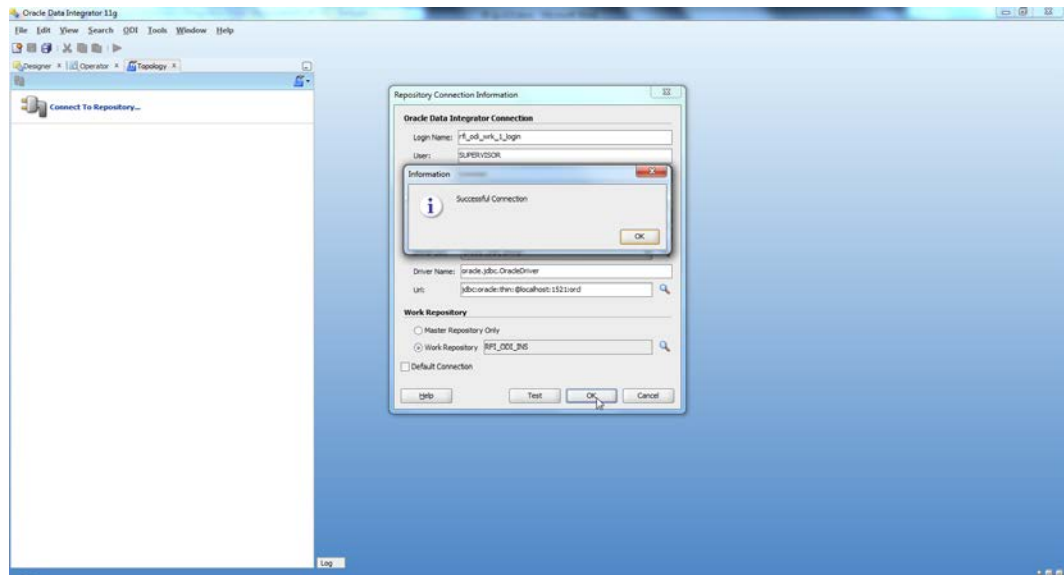 Oracle Data Integrator 11g
File Edit View Search ODI Tools Window Help
Designer x Operator x Topology x
Connect To Repository...
Repository Connection Information
Oracle Data Integrator Connection
Login Name: rfi_odi_wrk_1_login
User: SUPERVISOR
Information
Successful Connection
OK
Driver Name: oracle.jdbc.OracleDriver
Url: jdbc:oracle:thin:@localhost:1521:orcl
Work Repository
Master Repository Only
Work Repository RFI_ODI_INS
Default Connection
Help Test OK Cancel
Log